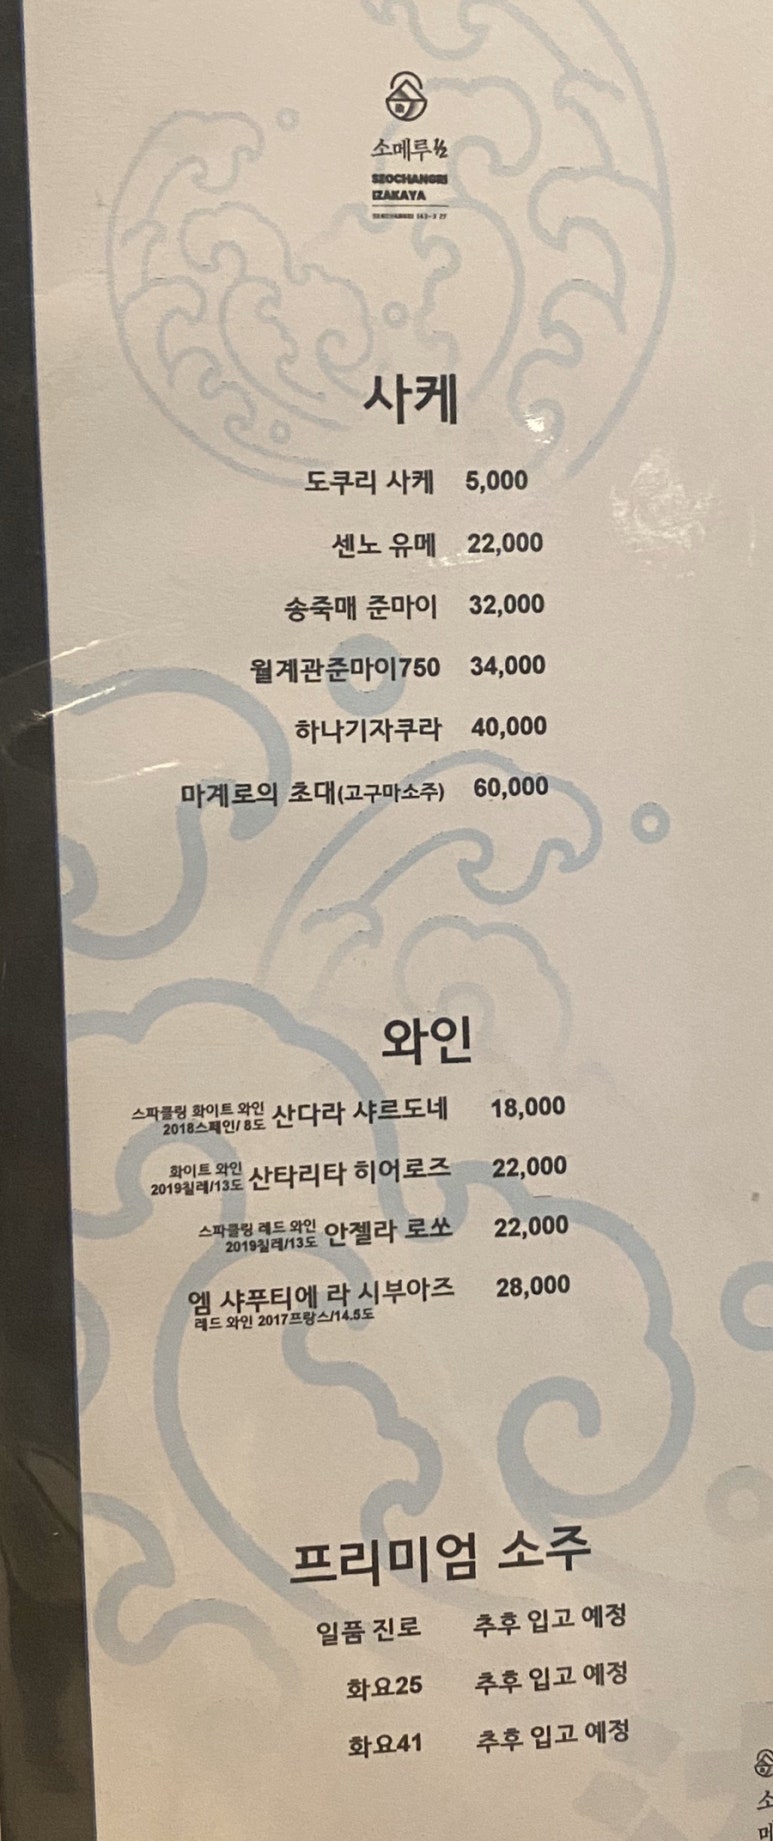 소메루½
SEOCHANGRI
IZAKAYA
사케
도쿠리 사케 5,000
센노 유메 22,000
송죽매 준마이 32,000
월계관준마이750 34,000
하나기자쿠라 40,000
마계로의 초대(고구마소주) 60,000
와인
스파클링 화이트 와인
2018스페인/ 8도 산다라 샤르도네 18,000
화이트 와인
2019칠레/13도 산타리타 히어로즈 22,000
스파클링 레드 와인
2019칠레/13도 안젤라 로쏘 22,000
엠 샤푸티에 라 시부아즈 28,000
레드 와인 2017프랑스/14.5도
프리미엄 소주
일품 진로 추후 입고 예정
화요25 추후 입고 예정
화요41 추후 입고 예정